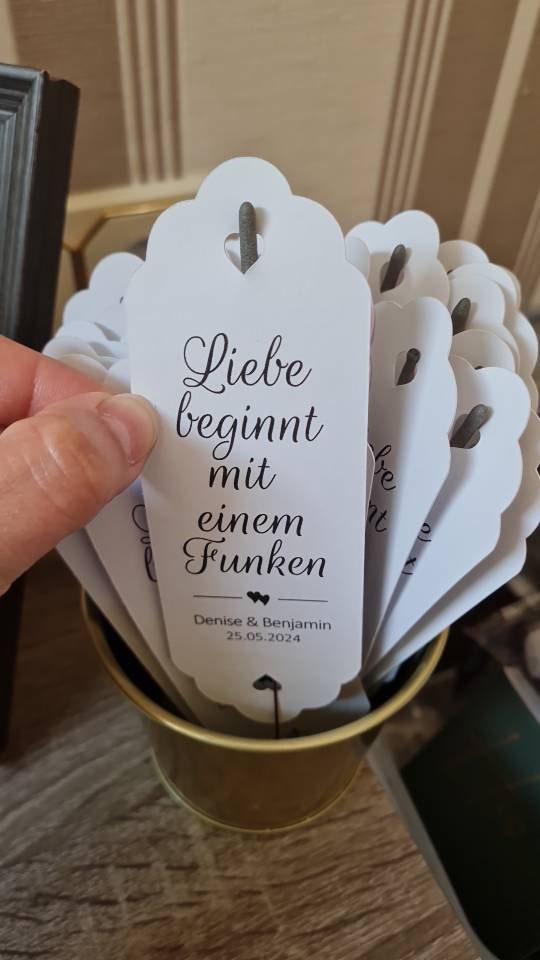 Liebe
beginnt
mit
einem
Funken
Denise & Benjamin
25.05.2024